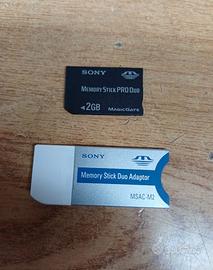 SONY
MEMORY STICK PRO DUO
2GB
MAGICGATE
SONY
Memory Stick Duo Adaptor
MSAC-M2